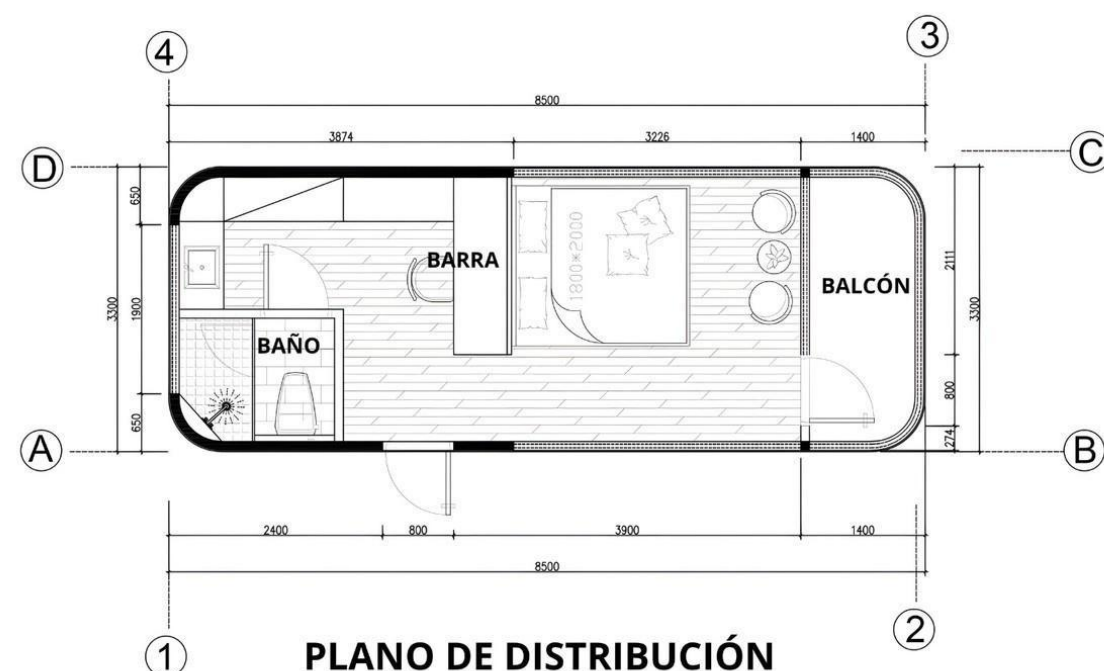 4
3
8500
3874 3226 1400
D
C
650
1900
650
3300
BARRA
1800*2000
BALCÓN
BAÑO
2111
800
274
3300
A
B
2400 800 3900 1400
8500
1
2
PLANO DE DISTRIBUCIÓN